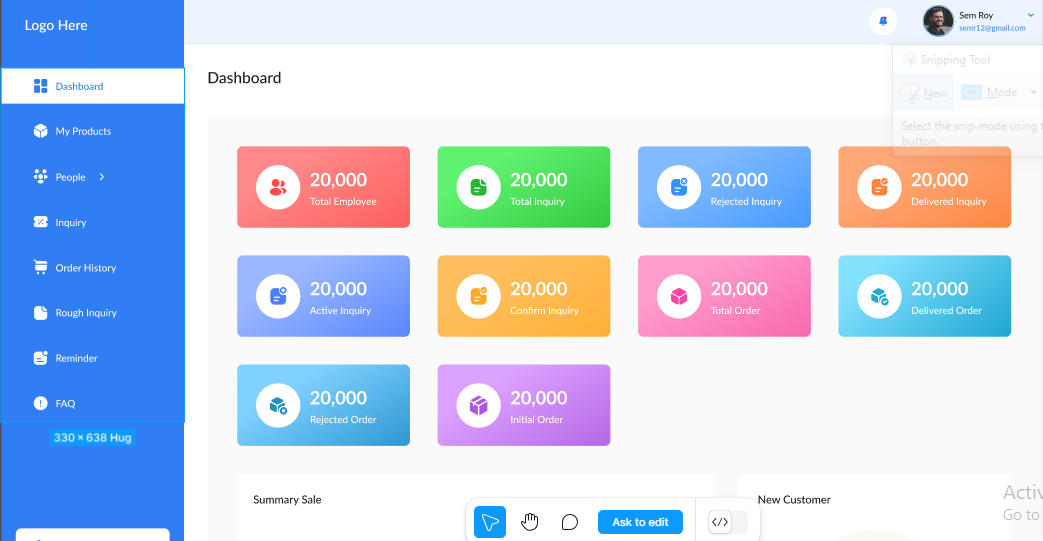 Logo Here
Sem Roy
semr12@gmail.com
Snipping Tool
New
Mode
Select the snip mode using
button.
Dashboard
Dashboard
My Products
People
Inquiry
Order History
Rough Inquiry
Reminder
FAQ
330 × 638 Hug
20,000
Total Employee
20,000
Total Inquiry
20,000
Rejected Inquiry
20,000
Delivered Inquiry
20,000
Active Inquiry
20,000
Confirm Inquiry
20,000
Total Order
20,000
Delivered Order
20,000
Rejected Order
20,000
Initial Order
Summary Sale
New Customer
Ask to edit
</>
Go to